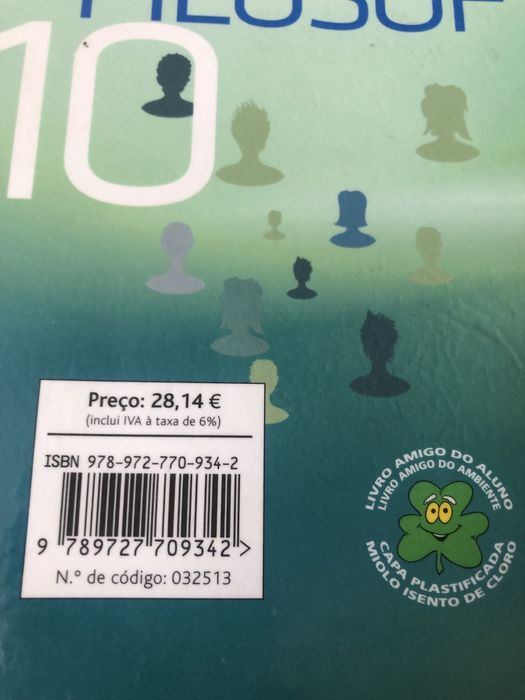 FILOSOF
10
Preço: 28,14 €
(inclui IVA à taxa de 6%)
ISBN 978-972-770-934-2
9 789727 709342 >
N.º de código: 032513
LIVRO AMIGO DO ALUNO
LIVRO AMIGO DO AMBIENTE
CAPA PLASTIFICADA
MIOLO ISENTO DE CLORO